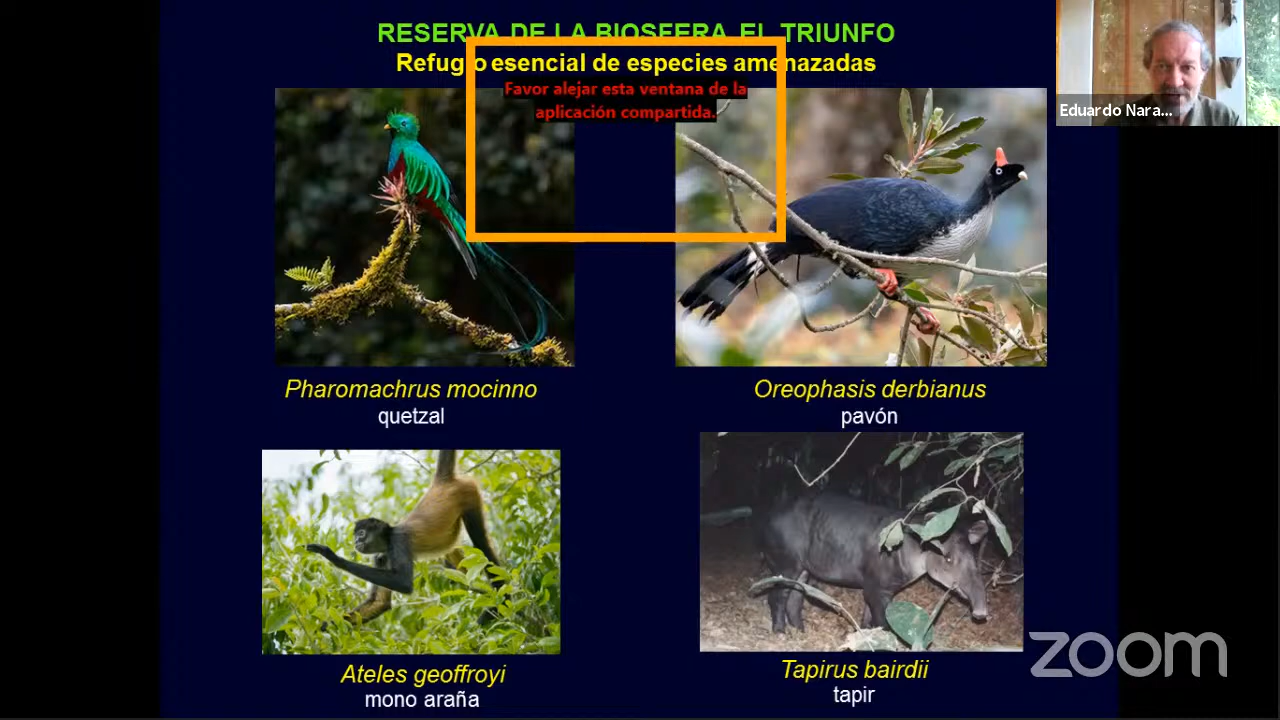 RESERVA DE LA BIOSFERA EL TRIUNFO
Refugio esencial de especies amenazadas
Favor alejar esta ventana de la
aplicación compartida.
Eduardo Nara...
Pharomachrus mocinno
quetzal
Oreophasis derbianus
pavón
Ateles geoffroyi
mono araña
Tapirus bairdii
tapir
zoom